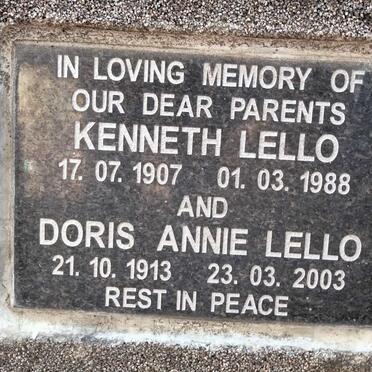 IN LOVING MEMORY OF
OUR DEAR PARENTS
KENNETH LELLO
17. 07. 1907 01. 03. 1988
AND
DORIS ANNIE LELLO
21. 10. 1913 23. 03. 2003
REST IN PEACE